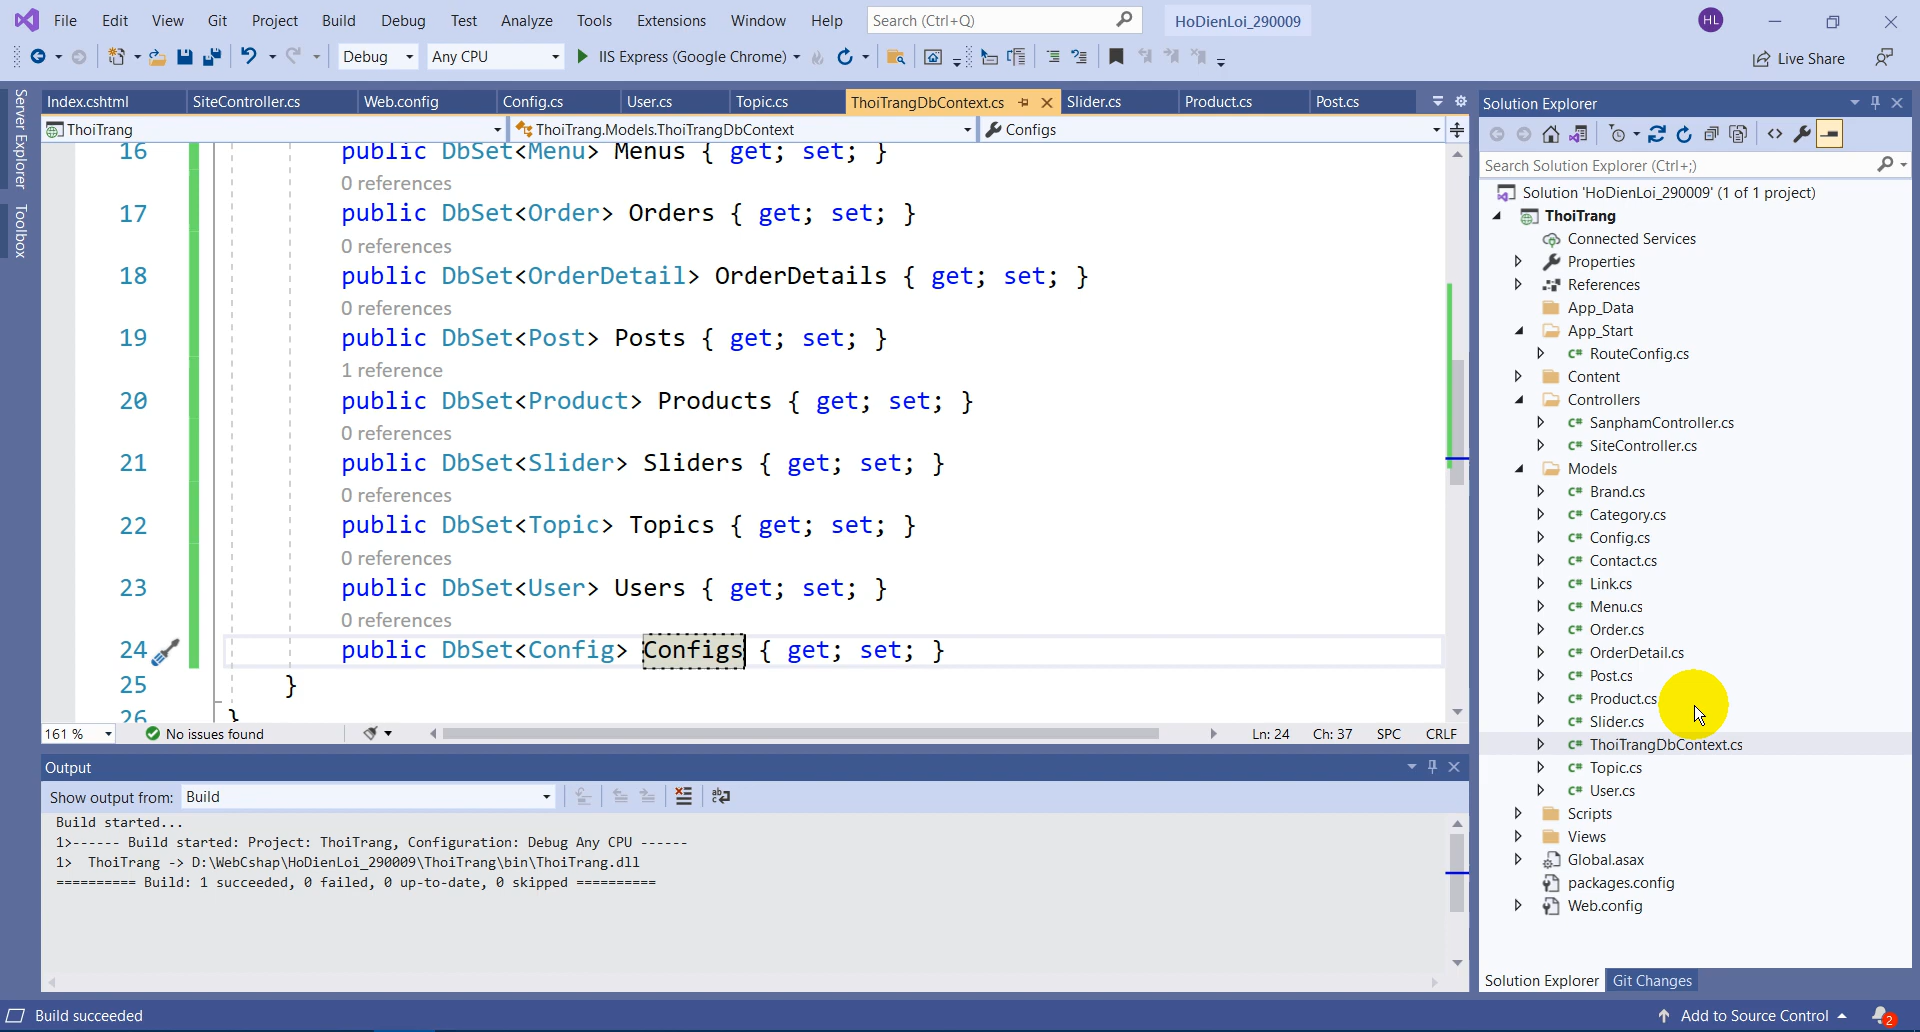 File Edit View Git Project Build Debug Test Analyze Tools Extensions Window Help Search (Ctrl+Q) HoDienLoi_290009 HL
Debug Any CPU IIS Express (Google Chrome) Live Share
Server Explorer
Toolbox
Index.cshtml SiteController.cs Web.config Config.cs User.cs Topic.cs ThoiTrangDbContext.cs Slider.cs Product.cs Post.cs
ThoiTrang ThoiTrang.Models.ThoiTrangDbContext Configs
16 public DbSet<Menu> Menus { get; set; }
0 references
17 public DbSet<Order> Orders { get; set; }
0 references
18 public DbSet<OrderDetail> OrderDetails { get; set; }
0 references
19 public DbSet<Post> Posts { get; set; }
1 reference
20 public DbSet<Product> Products { get; set; }
0 references
21 public DbSet<Slider> Sliders { get; set; }
0 references
22 public DbSet<Topic> Topics { get; set; }
0 references
23 public DbSet<User> Users { get; set; }
0 references
24 public DbSet<Config> Configs { get; set; }
25 }
26 }
161 % No issues found Ln: 24 Ch: 37 SPC CRLF
Output
Show output from: Build
Build started...
1>------ Build started: Project: ThoiTrang, Configuration: Debug Any CPU ------
1> ThoiTrang -> D:\WebCshap\HoDienLoi_290009\ThoiTrang\bin\ThoiTrang.dll
========== Build: 1 succeeded, 0 failed, 0 up-to-date, 0 skipped ==========
Solution Explorer
Search Solution Explorer (Ctrl+;)
Solution 'HoDienLoi_290009' (1 of 1 project)
ThoiTrang
Connected Services
Properties
References
App_Data
App_Start
C# RouteConfig.cs
Content
Controllers
C# SanphamController.cs
C# SiteController.cs
Models
C# Brand.cs
C# Category.cs
C# Config.cs
C# Contact.cs
C# Link.cs
C# Menu.cs
C# Order.cs
C# OrderDetail.cs
C# Post.cs
C# Product.cs
C# Slider.cs
C# ThoiTrangDbContext.cs
C# Topic.cs
C# User.cs
Scripts
Views
Global.asax
packages.config
Web.config
Solution Explorer Git Changes
Build succeeded Add to Source Control 2